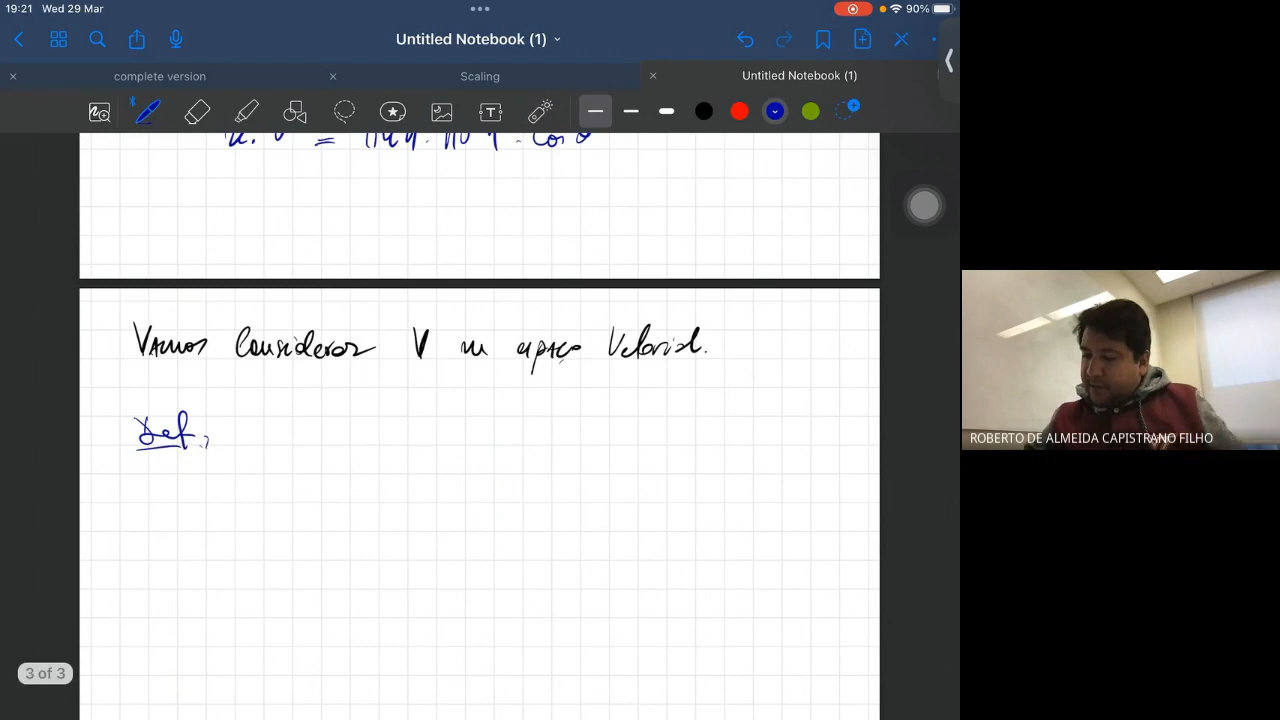 19:21 Wed 29 Mar
90%
Untitled Notebook (1)
complete version
Scaling
Untitled Notebook (1)
T
u. v = ||u||. ||v||. cos θ
Vamos Considerar V um espaço Vetorial.
Def.:
3 of 3
ROBERTO DE ALMEIDA CAPISTRANO FILHO